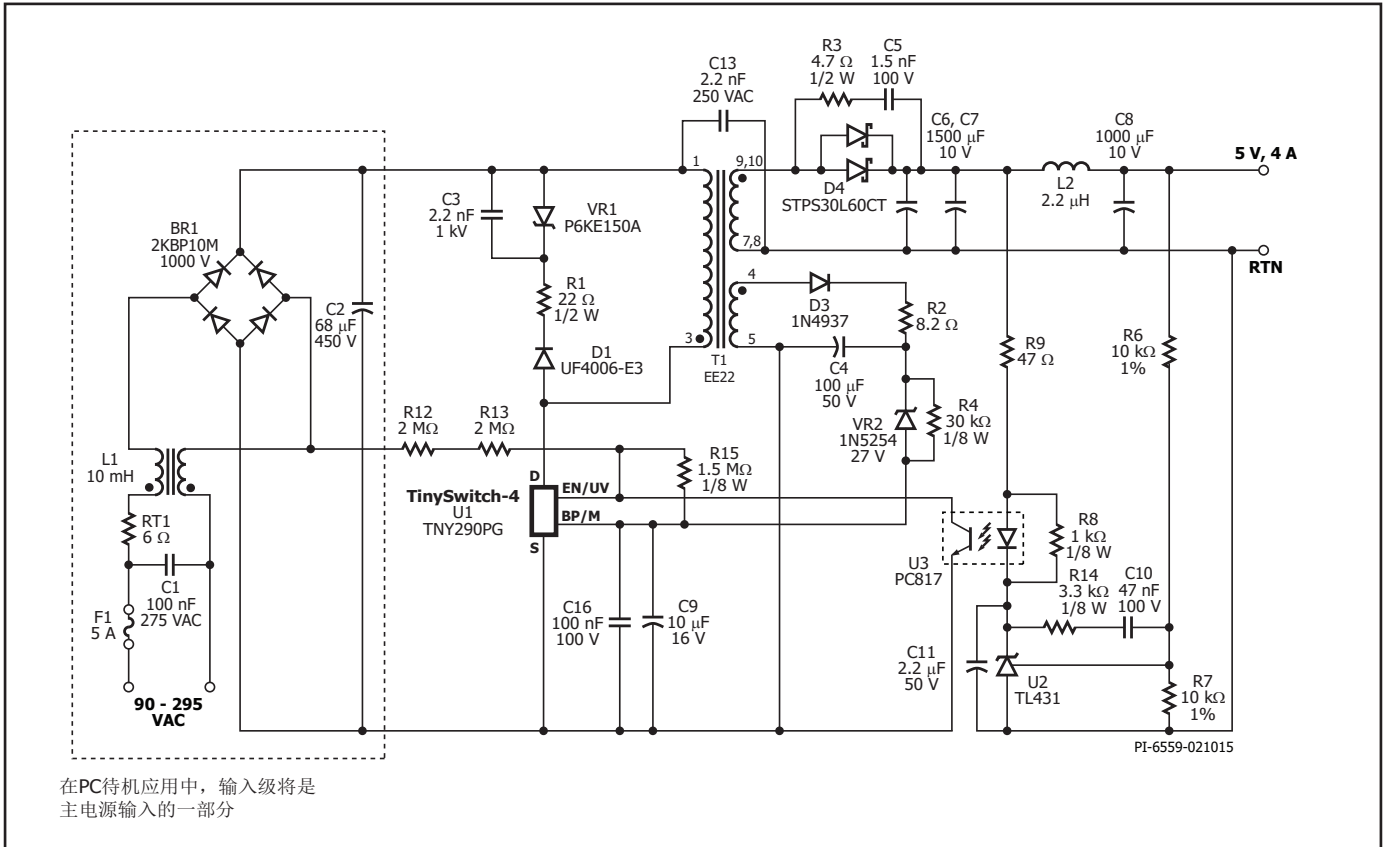 C13
2.2 nF
250 VAC
R3
4.7 Ω
1/2 W
C5
1.5 nF
100 V
C6, C7
1500 μF
10 V
C8
1000 μF
10 V
5 V, 4 A
L2
2.2 μH
D4
STPS30L60CT
RTN
1
9,10
7,8
4
5
3
T1
EE22
C3
2.2 nF
1 kV
VR1
P6KE150A
R1
22 Ω
1/2 W
D1
UF4006-E3
BR1
2KBP10M
1000 V
C2
68 μF
450 V
D3
1N4937
R2
8.2 Ω
C4
100 μF
50 V
VR2
1N5254
27 V
R4
30 kΩ
1/8 W
R9
47 Ω
R6
10 kΩ
1%
R12
2 MΩ
R13
2 MΩ
R15
1.5 MΩ
1/8 W
L1
10 mH
RT1
6 Ω
C1
100 nF
275 VAC
F1
5 A
90 - 295
VAC
TinySwitch-4
U1
TNY290PG
D
EN/UV
BP/M
S
C16
100 nF
100 V
C9
10 μF
16 V
U3
PC817
R8
1 kΩ
1/8 W
R14
3.3 kΩ
1/8 W
C10
47 nF
100 V
C11
2.2 μF
50 V
U2
TL431
R7
10 kΩ
1%
PI-6559-021015
在PC待机应用中，输入级将是
主电源输入的一部分